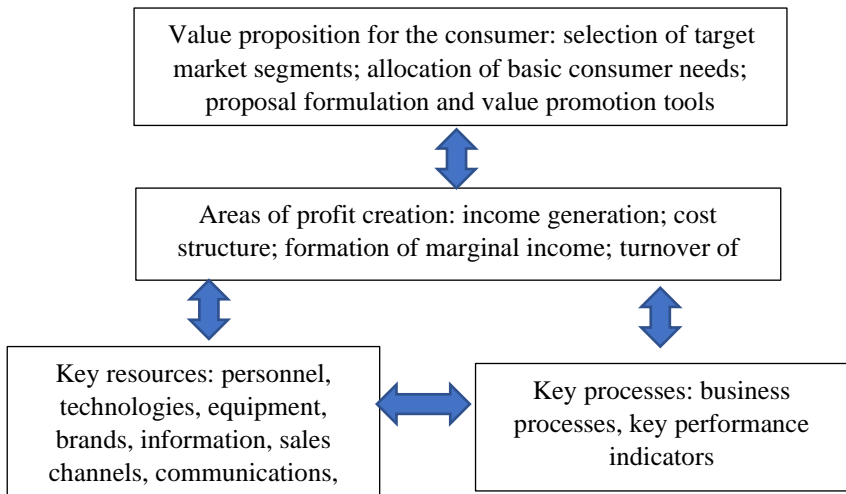 Value proposition for the consumer: selection of target
market segments; allocation of basic consumer needs;
proposal formulation and value promotion tools
Areas of profit creation: income generation; cost
structure; formation of marginal income; turnover of
Key resources: personnel,
technologies, equipment,
brands, information, sales
channels, communications,
Key processes: business
processes, key performance
indicators